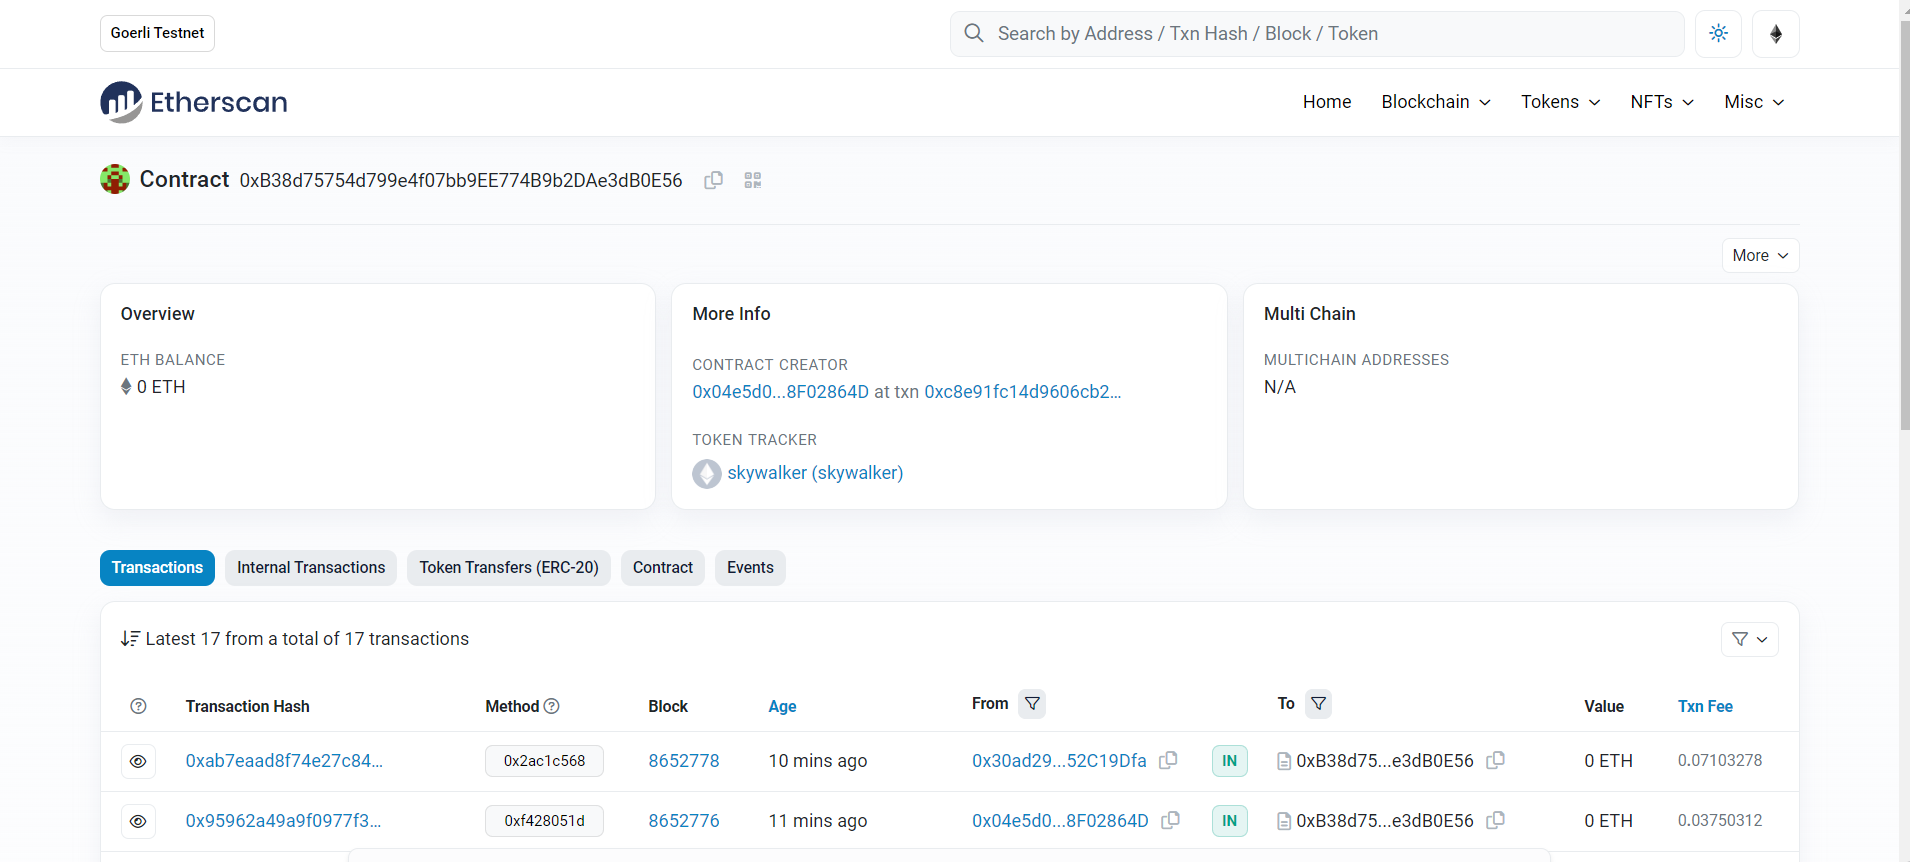 Goerli Testnet
Search by Address / Txn Hash / Block / Token
Etherscan
Home Blockchain Tokens NFTs Misc
Contract 0xB38d75754d799e4f07bb9EE774B9b2DAe3dB0E56
More
Overview
ETH BALANCE
0 ETH
More Info
CONTRACT CREATOR
0x04e5d0...8F02864D at txn 0xc8e91fc14d9606cb2...
TOKEN TRACKER
skywalker (skywalker)
Multi Chain
MULTICHAIN ADDRESSES
N/A
Transactions Internal Transactions Token Transfers (ERC-20) Contract Events
Latest 17 from a total of 17 transactions
Transaction Hash Method Block Age From To Value Txn Fee
0xab7eaad8f74e27c84... 0x2ac1c568 8652778 10 mins ago 0x30ad29...52C19Dfa IN 0xB38d75...e3dB0E56 0 ETH 0.07103278
0x95962a49a9f0977f3... 0xf428051d 8652776 11 mins ago 0x04e5d0...8F02864D IN 0xB38d75...e3dB0E56 0 ETH 0.03750312